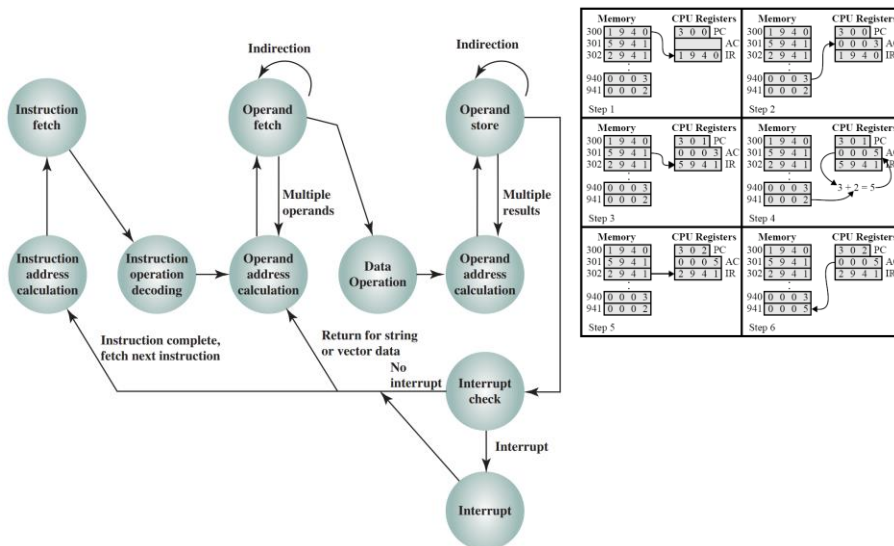 Indirection
Indirection
Instruction
fetch
Operand
fetch
Operand
store
Multiple
operands
Multiple
results
Instruction
address
calculation
Instruction
operation
decoding
Operand
address
calculation
Data
Operation
Operand
address
calculation
Instruction complete,
fetch next instruction
Return for string
or vector data
No
interrupt
Interrupt
check
Interrupt
Interrupt
Memory CPU Registers
300 1 9 4 0 3 0 0 PC
301 5 9 4 1 AC
302 2 9 4 1 1 9 4 0 IR
940 0 0 0 3
941 0 0 0 2
Step 1
Memory CPU Registers
300 1 9 4 0 3 0 0 PC
301 5 9 4 1 0 0 0 3 AC
302 2 9 4 1 1 9 4 0 IR
940 0 0 0 3
941 0 0 0 2
Step 2
Memory CPU Registers
300 1 9 4 0 3 0 1 PC
301 5 9 4 1 0 0 0 3 AC
302 2 9 4 1 5 9 4 1 IR
940 0 0 0 3
941 0 0 0 2
Step 3
Memory CPU Registers
300 1 9 4 0 3 0 1 PC
301 5 9 4 1 0 0 0 5 AC
302 2 9 4 1 5 9 4 1 IR
940 0 0 0 3 3 + 2 = 5
941 0 0 0 2
Step 4
Memory CPU Registers
300 1 9 4 0 3 0 2 PC
301 5 9 4 1 0 0 0 5 AC
302 2 9 4 1 2 9 4 1 IR
940 0 0 0 3
941 0 0 0 2
Step 5
Memory CPU Registers
300 1 9 4 0 3 0 2 PC
301 5 9 4 1 0 0 0 5 AC
302 2 9 4 1 2 9 4 1 IR
940 0 0 0 3
941 0 0 0 5
Step 6